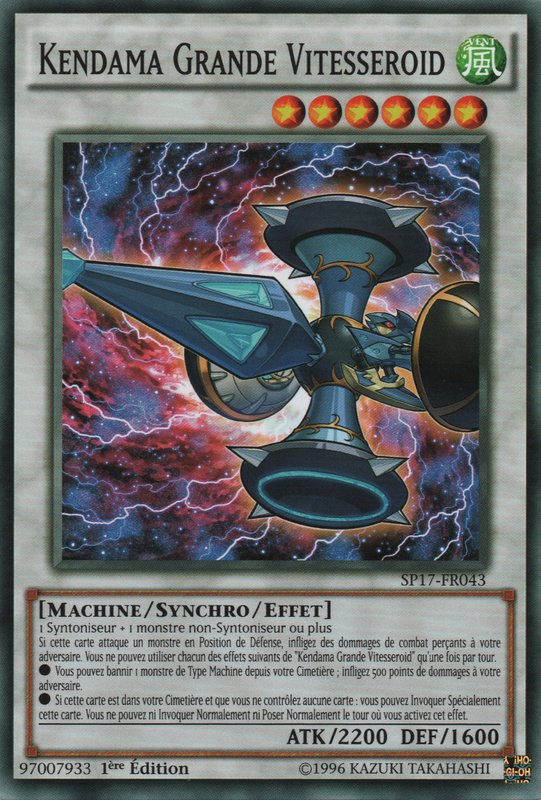 Kendama Grande Vitesseroid
VENT
風
SP17-FR043
[Machine/Synchro/Effet]
1 Syntoniseur + 1 monstre non-Syntoniseur ou plus
Si cette carte attaque un monstre en Position de Défense, infligez des dommages de combat perçants à votre
adversaire. Vous ne pouvez utiliser chacun des effets suivants de "Kendama Grande Vitesseroid" qu'une fois par tour.
● Vous pouvez bannir 1 monstre de Type Machine depuis votre Cimetière ; infligez 500 points de dommages à votre
adversaire.
● Si cette carte est dans votre Cimetière et que vous ne contrôlez aucune carte : vous pouvez Invoquer Spécialement
cette carte. Vous ne pouvez ni Invoquer Normalement ni Poser Normalement le tour où vous activez cet effet.
ATK/2200 DEF/1600
97007933 1ère Édition ©1996 KAZUKI TAKAHASHI